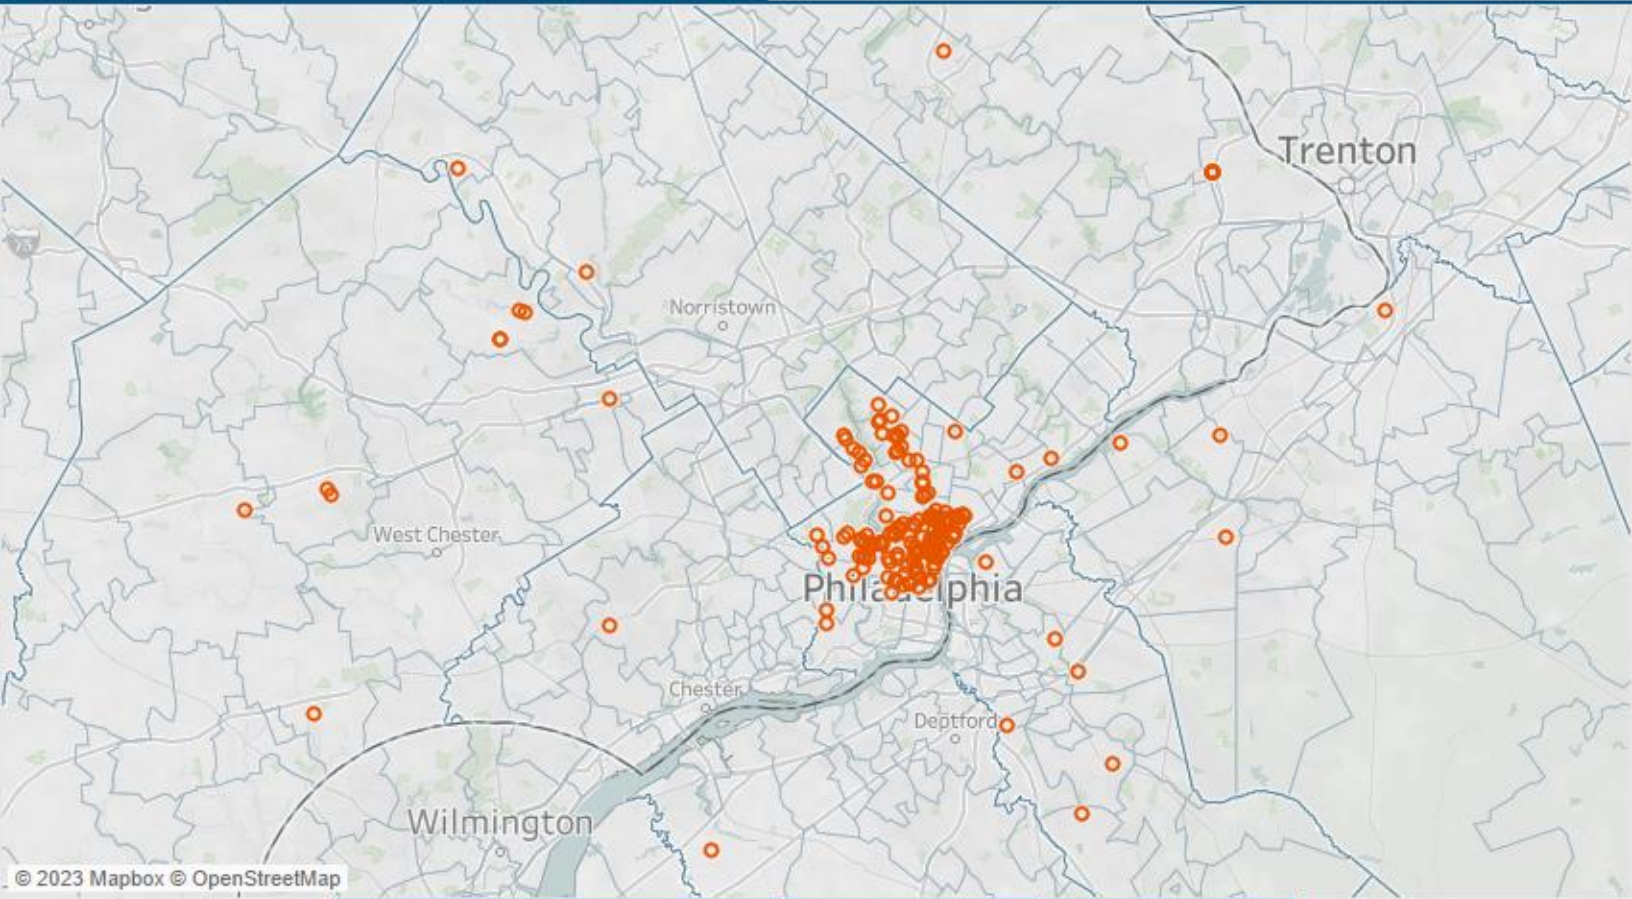 Trenton
Norristown
West Chester
Philadelphia
Chester
Deptford
Wilmington
© 2023 Mapbox © OpenStreetMap